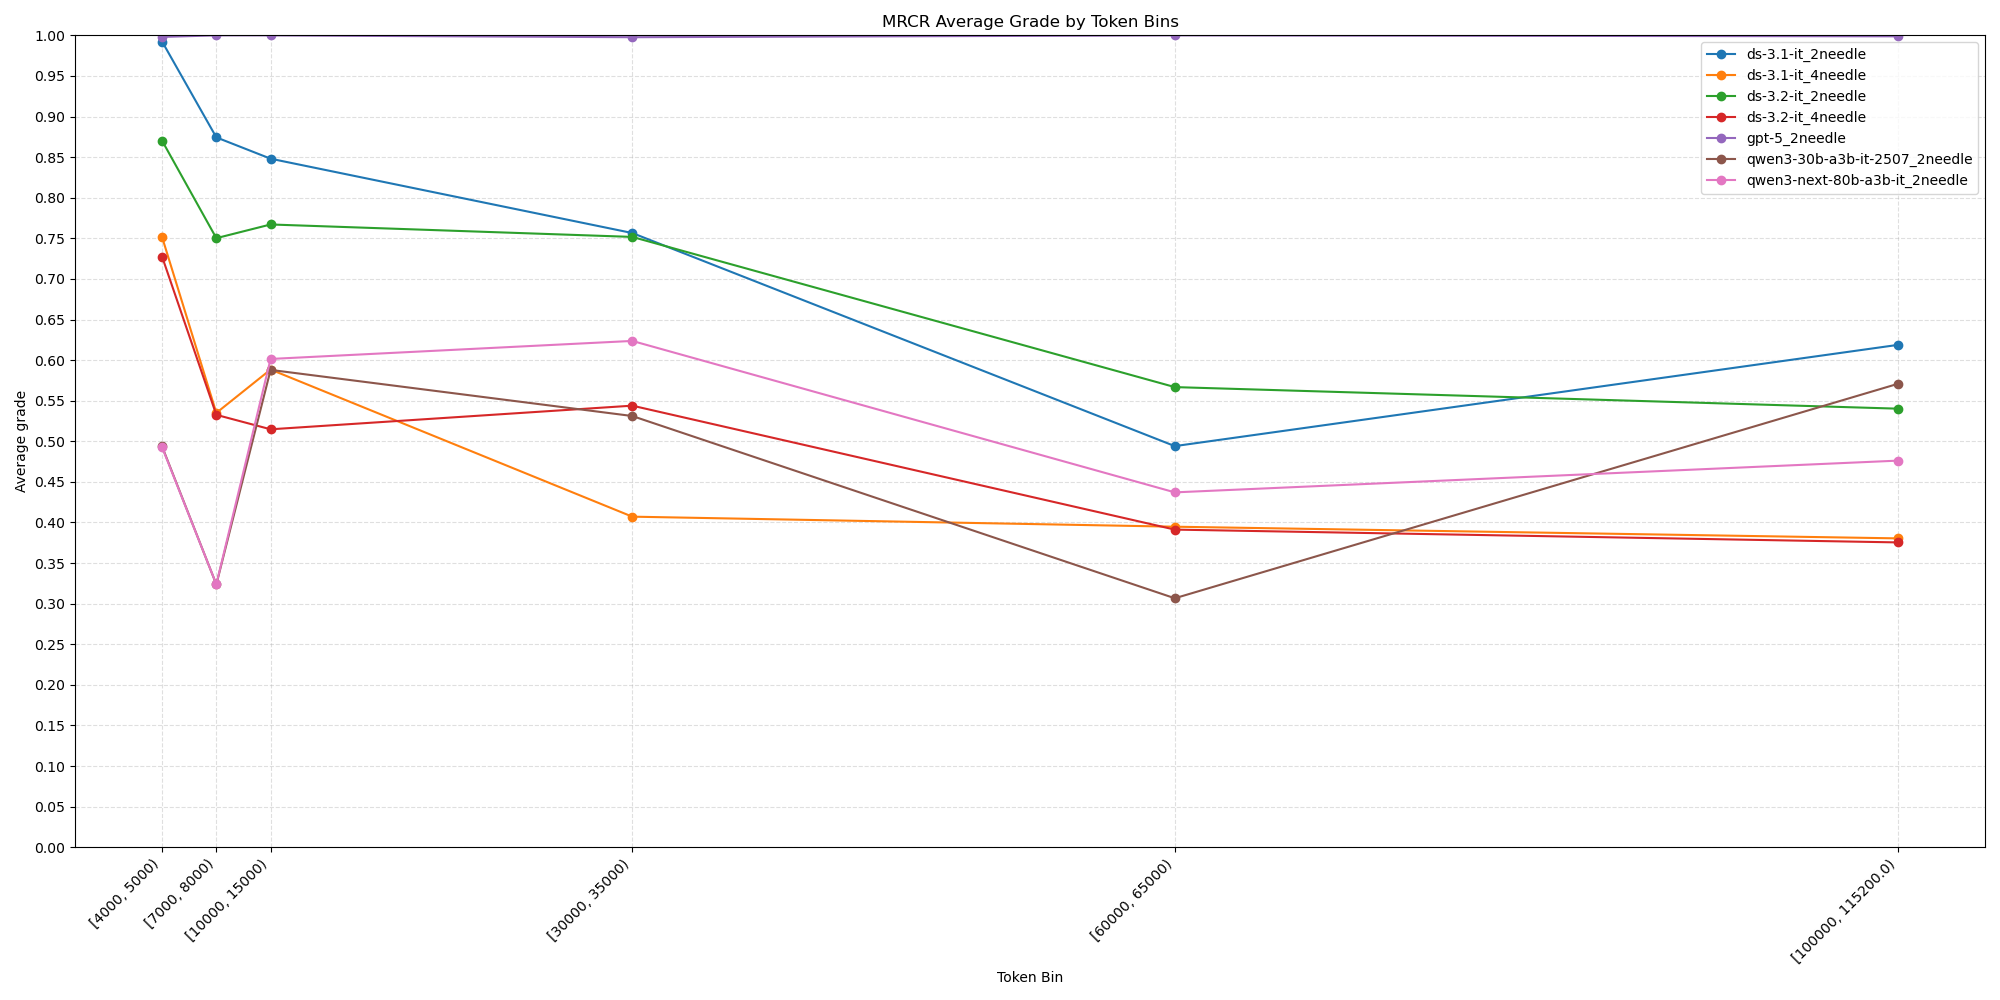 MRCR Average Grade by Token Bins
1.00
0.95
0.90
0.85
0.80
0.75
0.70
0.65
0.60
0.55
0.50
0.45
0.40
0.35
0.30
0.25
0.20
0.15
0.10
0.05
0.00
Average grade
ds-3.1-it_2needle
ds-3.1-it_4needle
ds-3.2-it_2needle
ds-3.2-it_4needle
gpt-5_2needle
qwen3-30b-a3b-it-2507_2needle
qwen3-next-80b-a3b-it_2needle
[4000, 5000)
[7000, 8000)
[10000, 15000)
[30000, 35000)
[60000, 65000)
[100000, 115200.0)
Token Bin